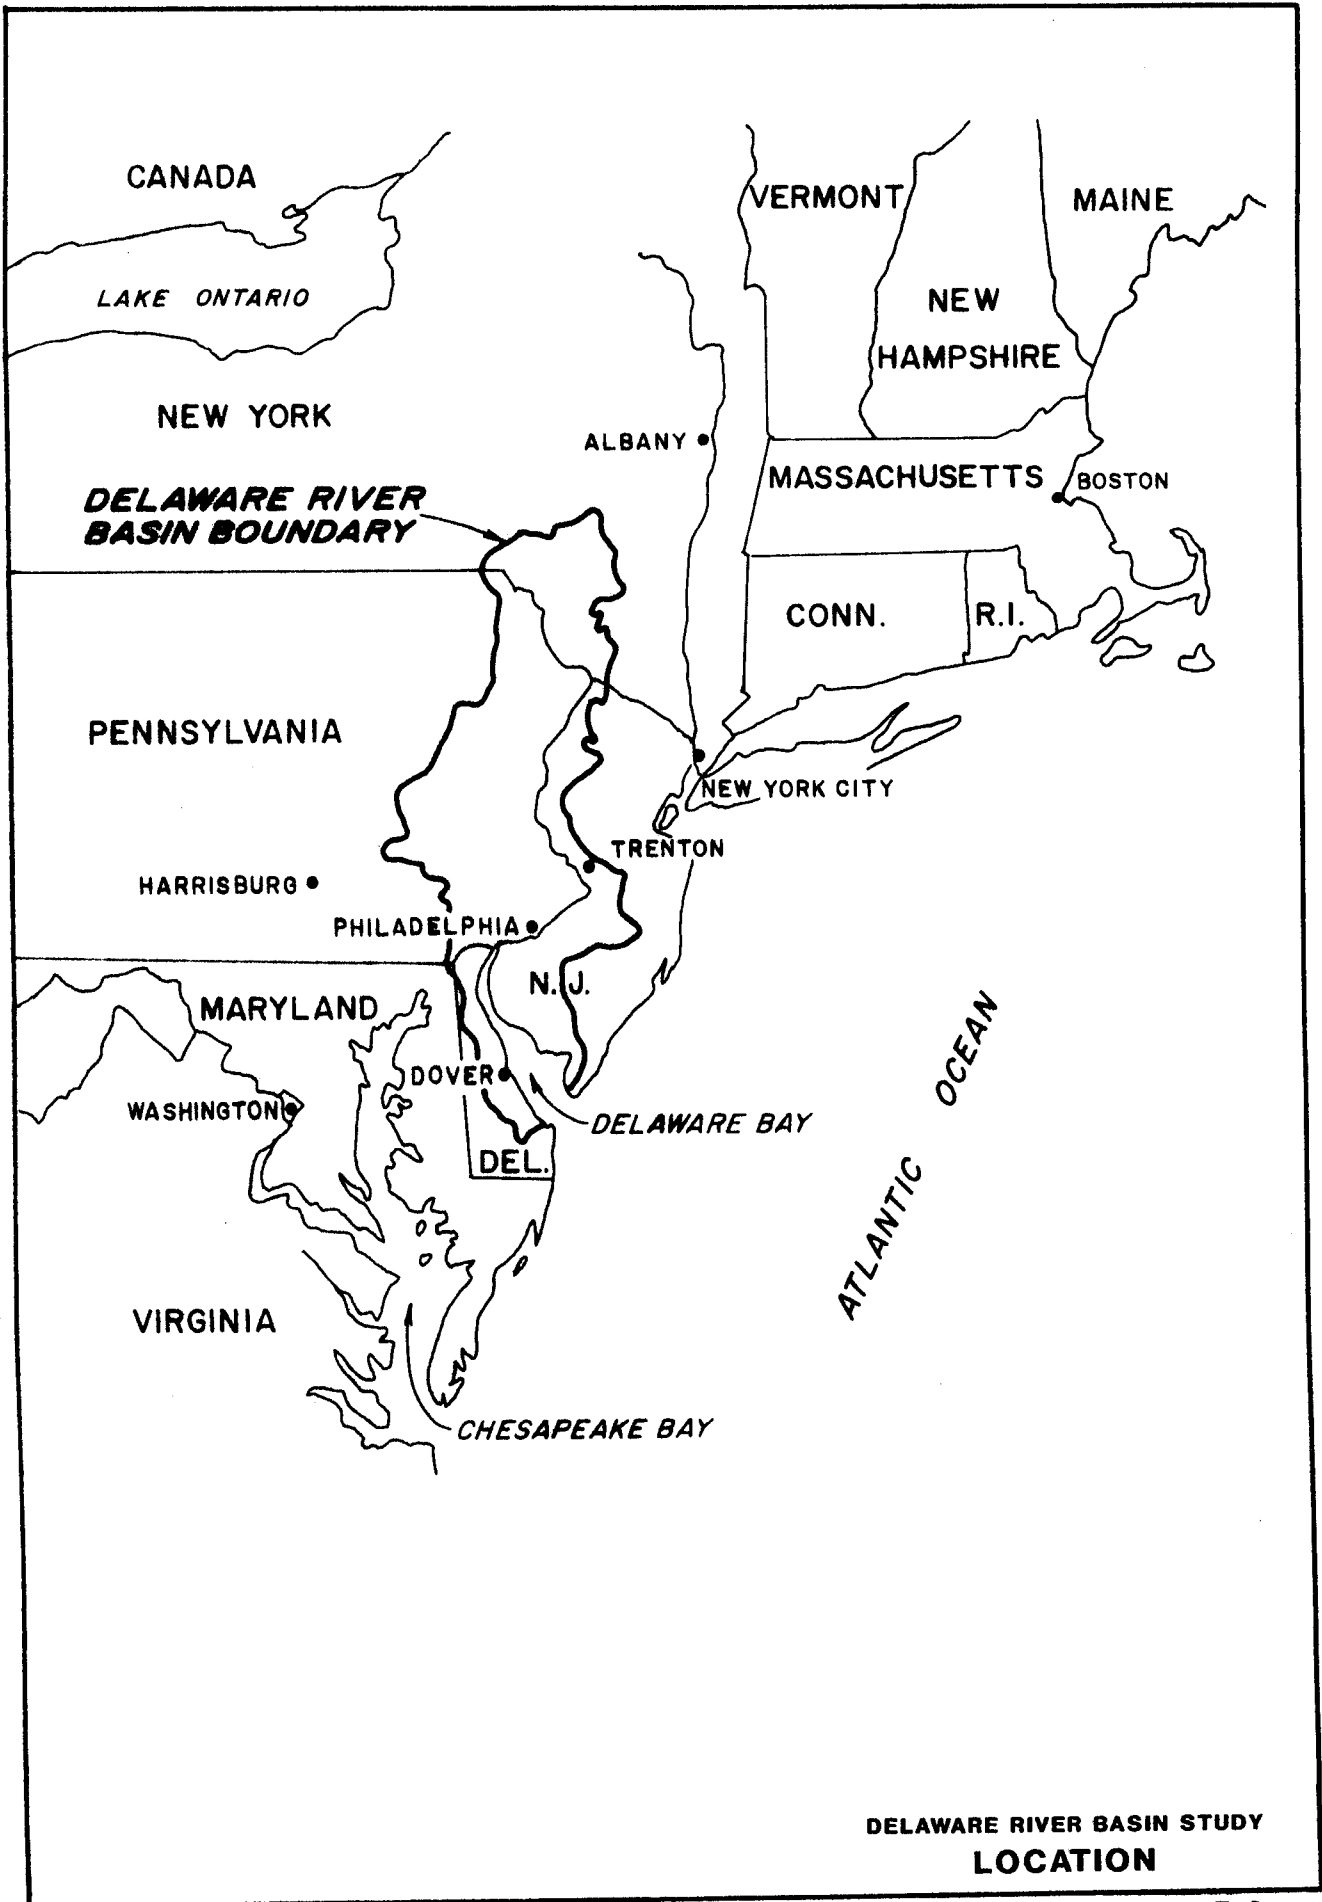 CANADA
VERMONT
MAINE
LAKE ONTARIO
NEW
HAMPSHIRE
NEW YORK
ALBANY
MASSACHUSETTS
BOSTON
DELAWARE RIVER
BASIN BOUNDARY
CONN.
R.I.
PENNSYLVANIA
NEW YORK CITY
TRENTON
HARRISBURG
PHILADELPHIA
N.J.
MARYLAND
DOVER
WASHINGTON
DELAWARE BAY
DEL.
ATLANTIC OCEAN
VIRGINIA
CHESAPEAKE BAY
DELAWARE RIVER BASIN STUDY
LOCATION